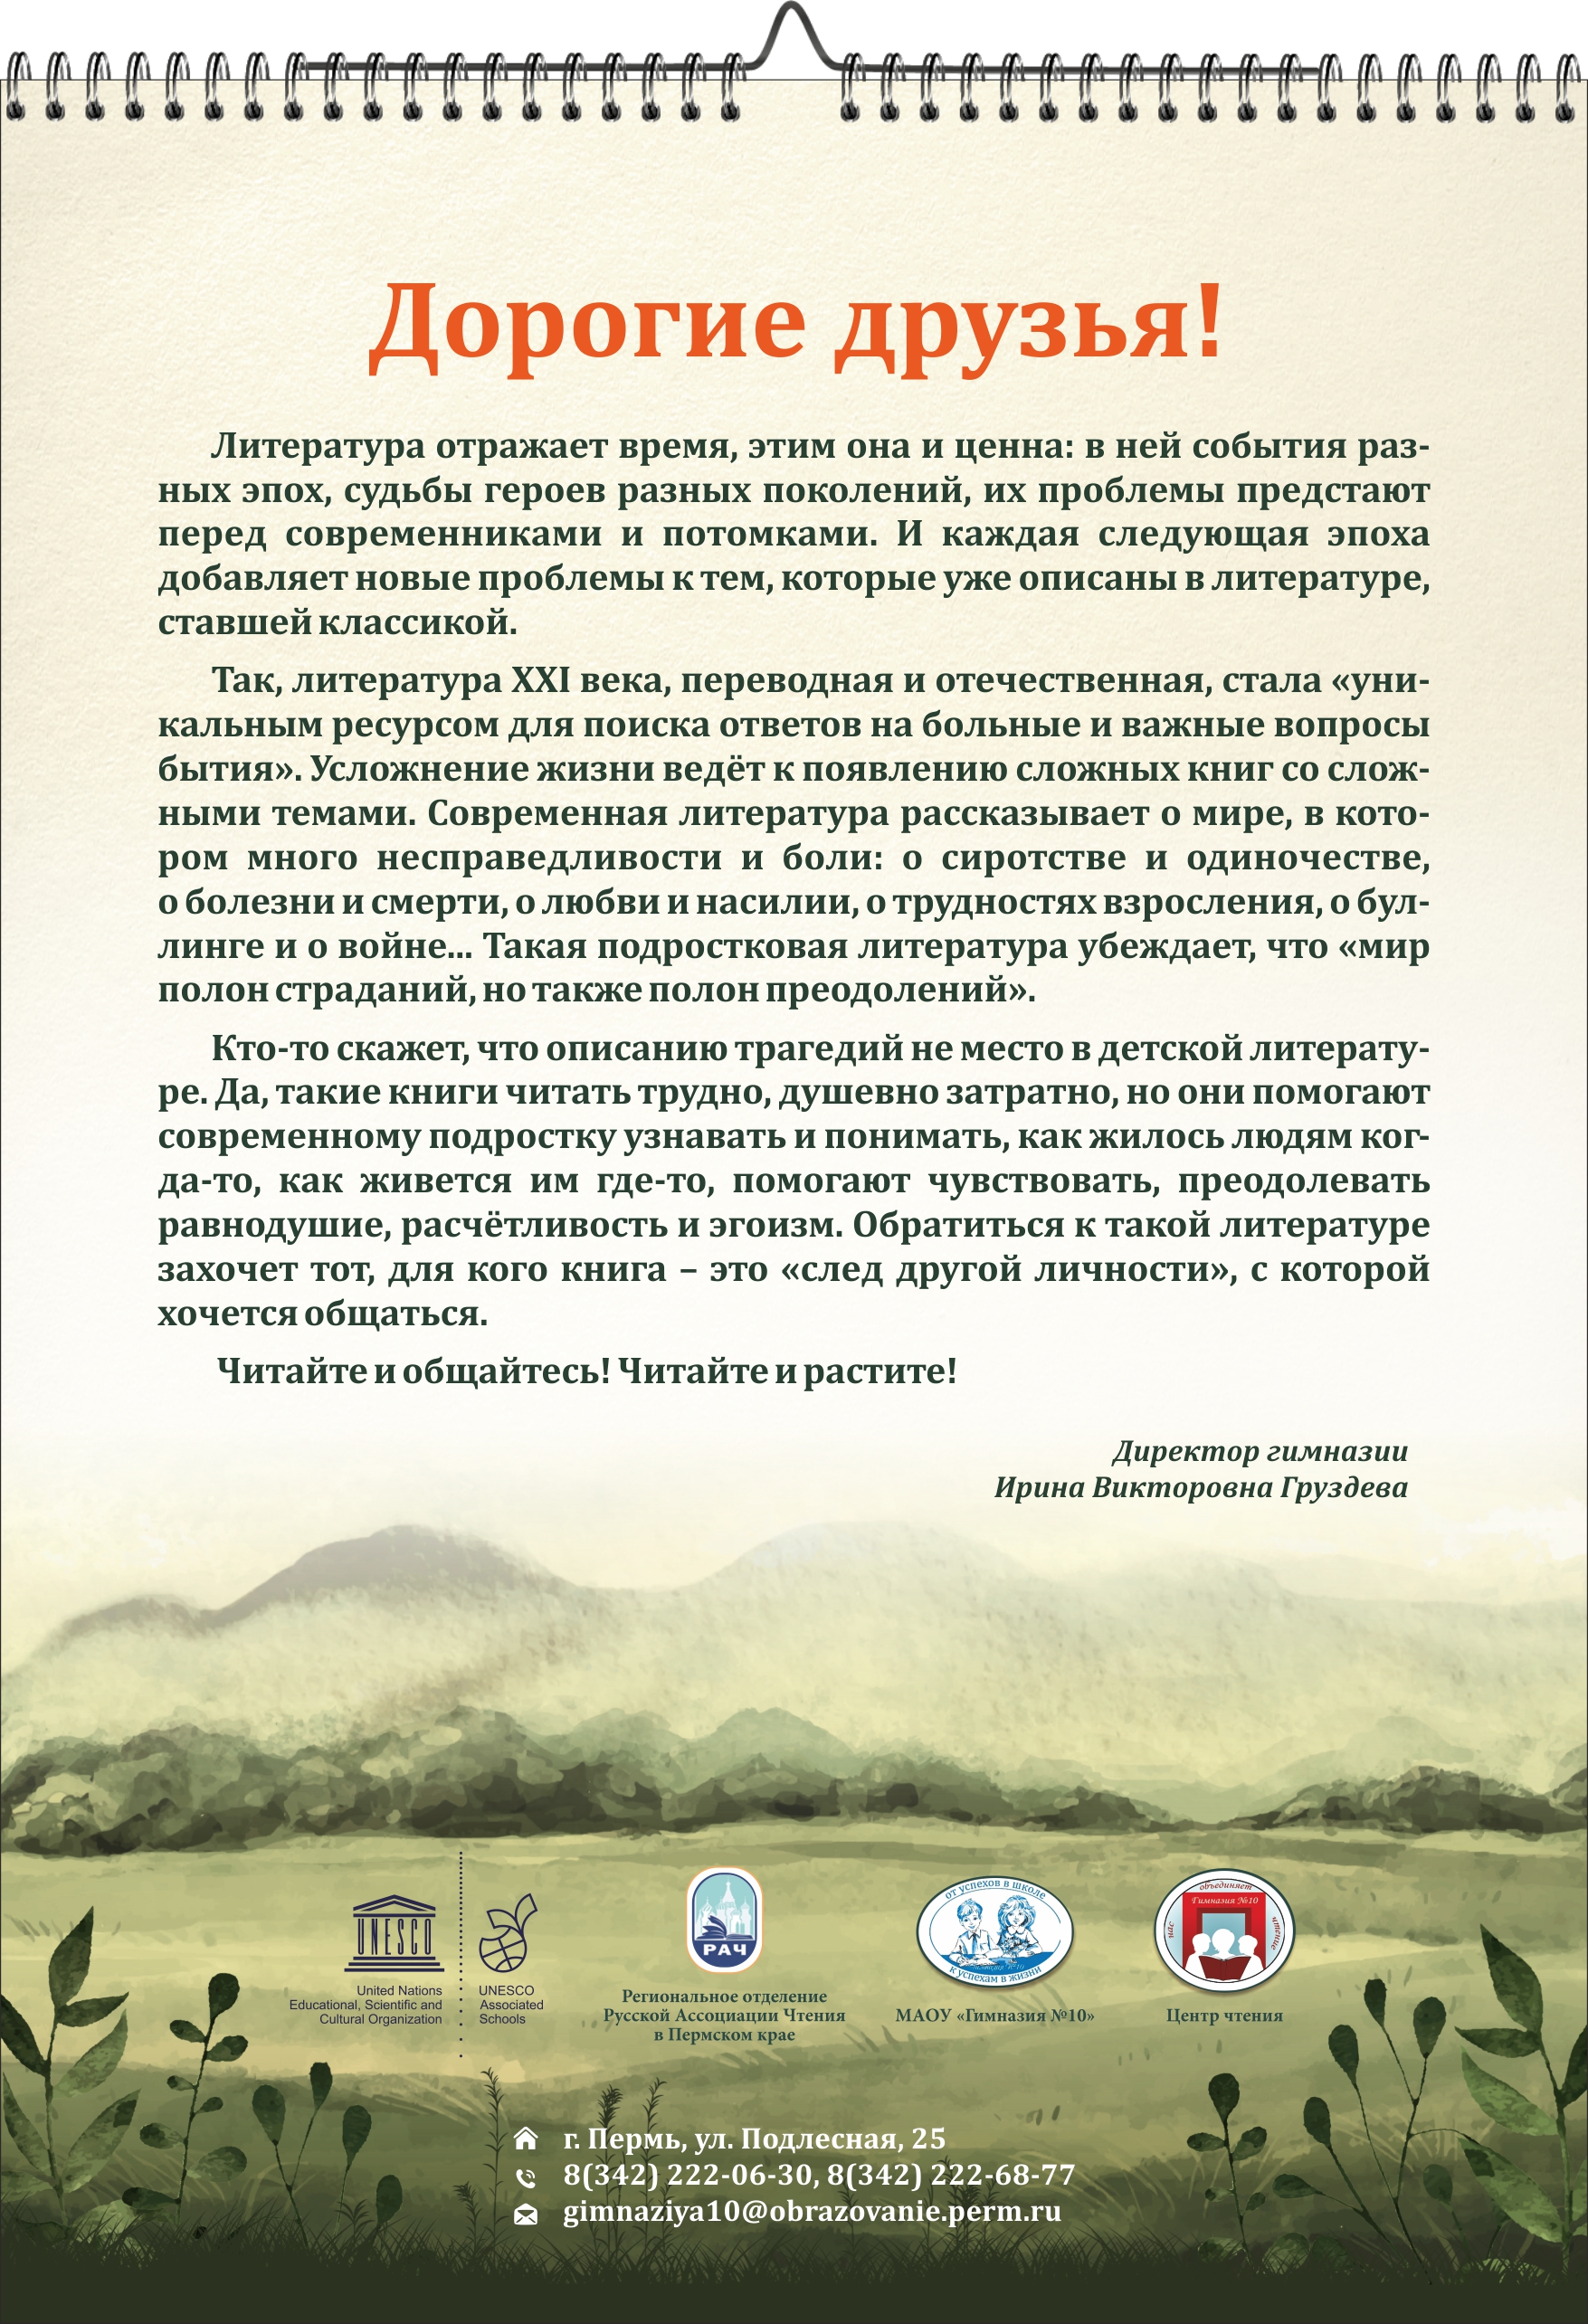 Дорогие друзья!
Литература отражает время, этим она и ценна: в ней события раз-
ных эпох, судьбы героев разных поколений, их проблемы предстают
перед современниками и потомками. И каждая следующая эпоха
добавляет новые проблемы к тем, которые уже описаны в литературе,
ставшей классикой.
Так, литература XXI века, переводная и отечественная, стала «уни-
кальным ресурсом для поиска ответов на больные и важные вопросы
бытия». Усложнение жизни ведёт к появлению сложных книг со слож-
ными темами. Современная литература рассказывает о мире, в кото-
ром много несправедливости и боли: о сиротстве и одиночестве,
о болезни и смерти, о любви и насилии, о трудностях взросления, о бул-
линге и о войне... Такая подростковая литература убеждает, что «мир
полон страданий, но также полон преодолений».
Кто-то скажет, что описанию трагедий не место в детской литерату-
ре. Да, такие книги читать трудно, душевно затратно, но они помогают
современному подростку узнавать и понимать, как жилось людям ког-
да-то, как живется им где-то, помогают чувствовать, преодолевать
равнодушие, расчётливость и эгоизм. Обратиться к такой литературе
захочет тот, для кого книга – это «след другой личности», с которой
хочется общаться.
Читайте и общайтесь! Читайте и растите!
Директор гимназии
Ирина Викторовна Груздева
UNESCO
United Nations
Educational, Scientific and
Cultural Organization
UNESCO
Associated
Schools
РАЧ
Региональное отделение
Русской Ассоциации Чтения
в Пермском крае
от успехов в школе
Гимназия №10
к успехам в жизни
МАОУ «Гимназия №10»
объединяет
Гимназия №10
нас
чтение
Центр чтения
г. Пермь, ул. Подлесная, 25
8(342) 222-06-30, 8(342) 222-68-77
gimnaziya10@obrazovanie.perm.ru